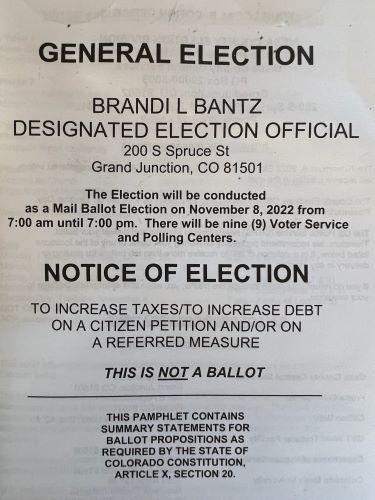 GENERAL ELECTION
BRANDI L BANTZ
DESIGNATED ELECTION OFFICIAL
200 S Spruce St
Grand Junction, CO 81501
The Election will be conducted
as a Mail Ballot Election on November 8, 2022 from
7:00 am until 7:00 pm. There will be nine (9) Voter Service
and Polling Centers.
NOTICE OF ELECTION
TO INCREASE TAXES/TO INCREASE DEBT
ON A CITIZEN PETITION AND/OR ON
A REFERRED MEASURE
THIS IS NOT A BALLOT
THIS PAMPHLET CONTAINS
SUMMARY STATEMENTS FOR
BALLOT PROPOSITIONS AS
REQUIRED BY THE STATE OF
COLORADO CONSTITUTION,
ARTICLE X, SECTION 20.